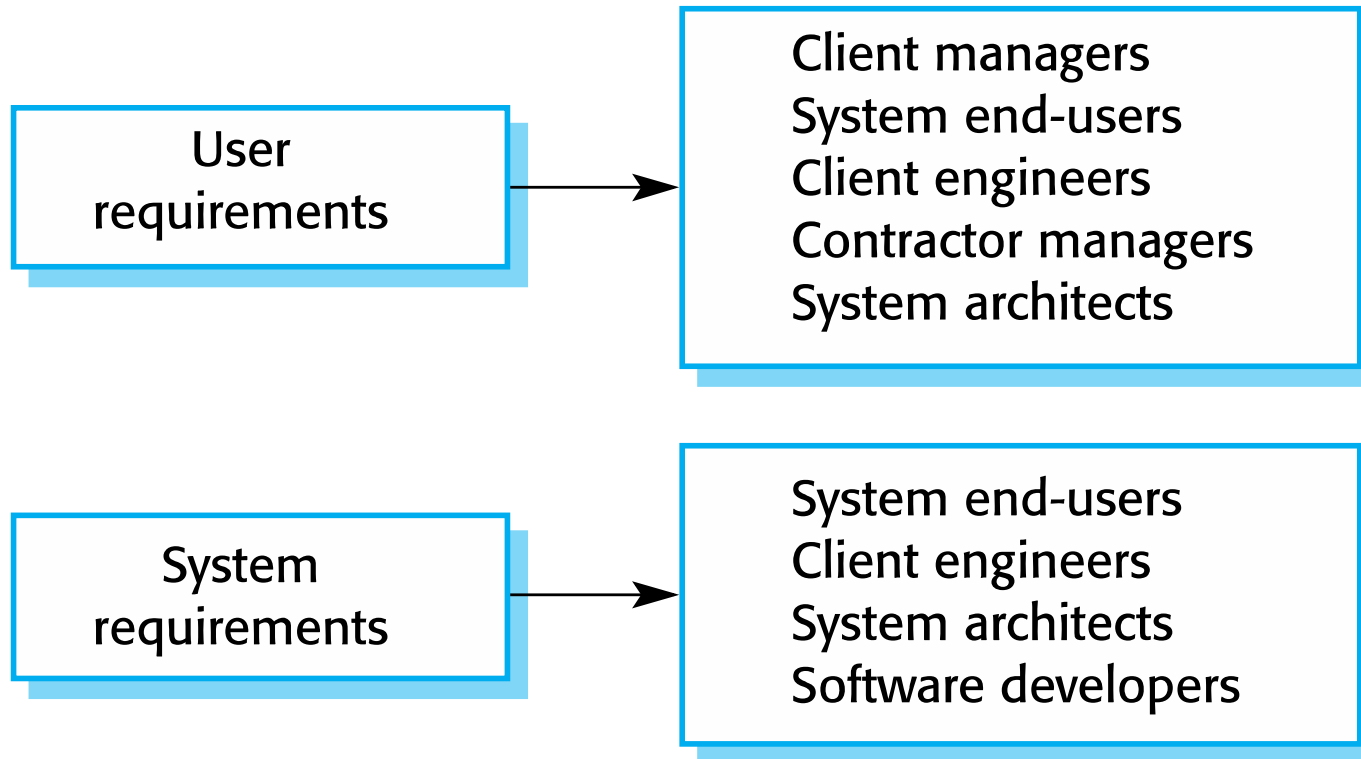 User
requirements
Client managers
System end-users
Client engineers
Contractor managers
System architects
System
requirements
System end-users
Client engineers
System architects
Software developers